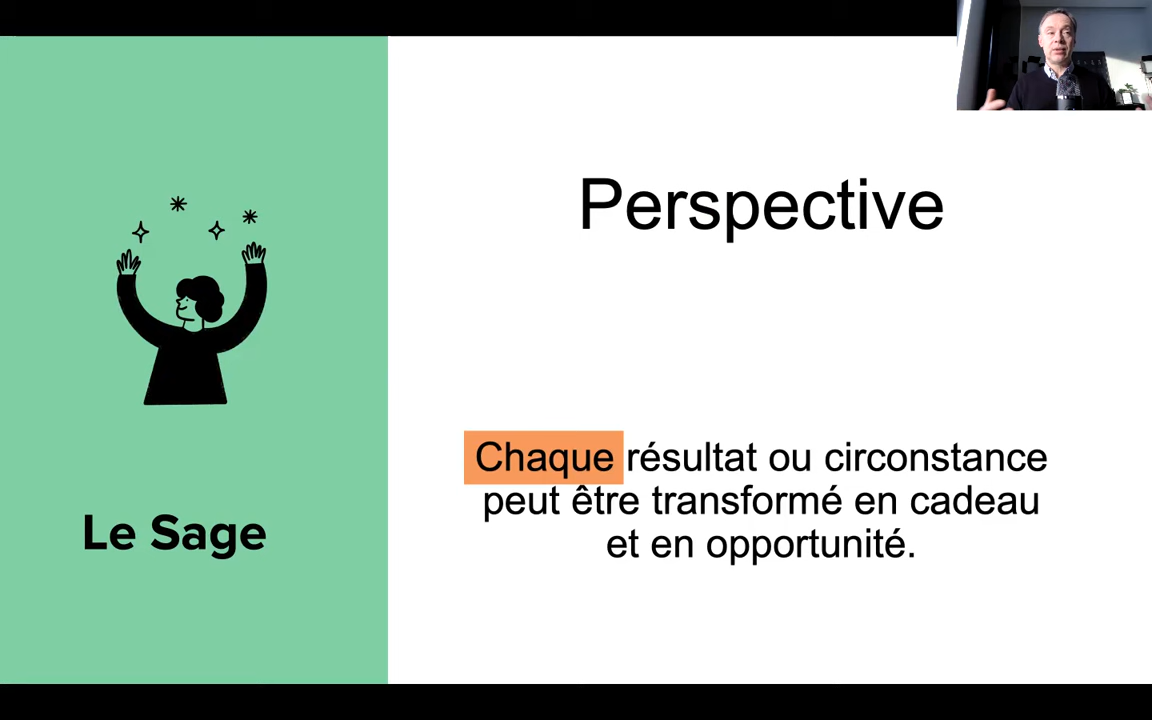 Perspective
Chaque résultat ou circonstance
peut être transformé en cadeau
et en opportunité.
Le Sage